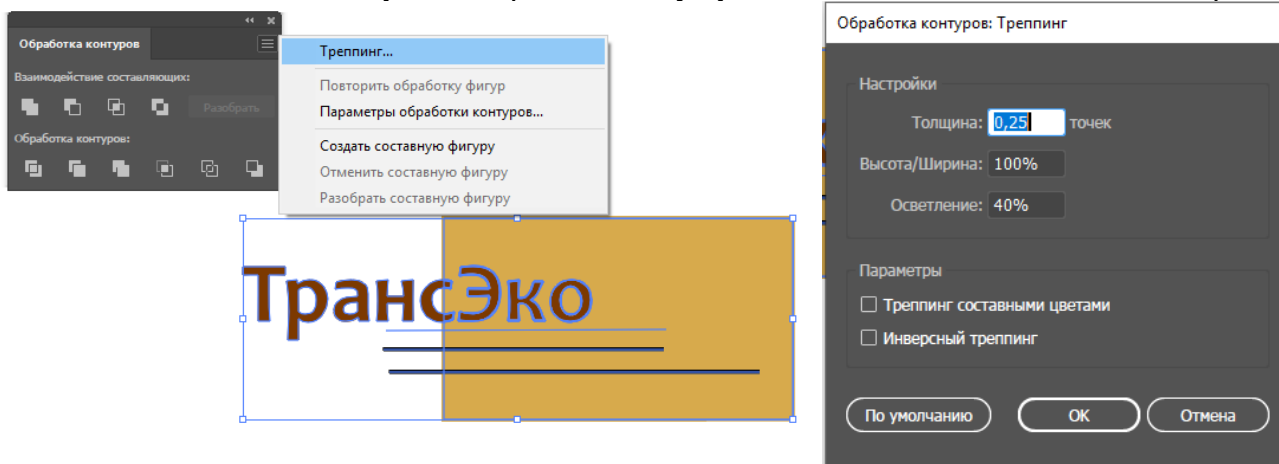 Обработка контуров
Взаимодействие составляющих:
Разобрать
Обработка контуров:
Треппинг...
Повторить обработку фигур
Параметры обработки контуров...
Создать составную фигуру
Отменить составную фигуру
Разобрать составную фигуру
ТрансЭко
Обработка контуров: Треппинг
Настройки
Толщина: 0,25 точек
Высота/Ширина: 100%
Осветление: 40%
Параметры
Треппинг составными цветами
Инверсный треппинг
По умолчанию OK Отмена